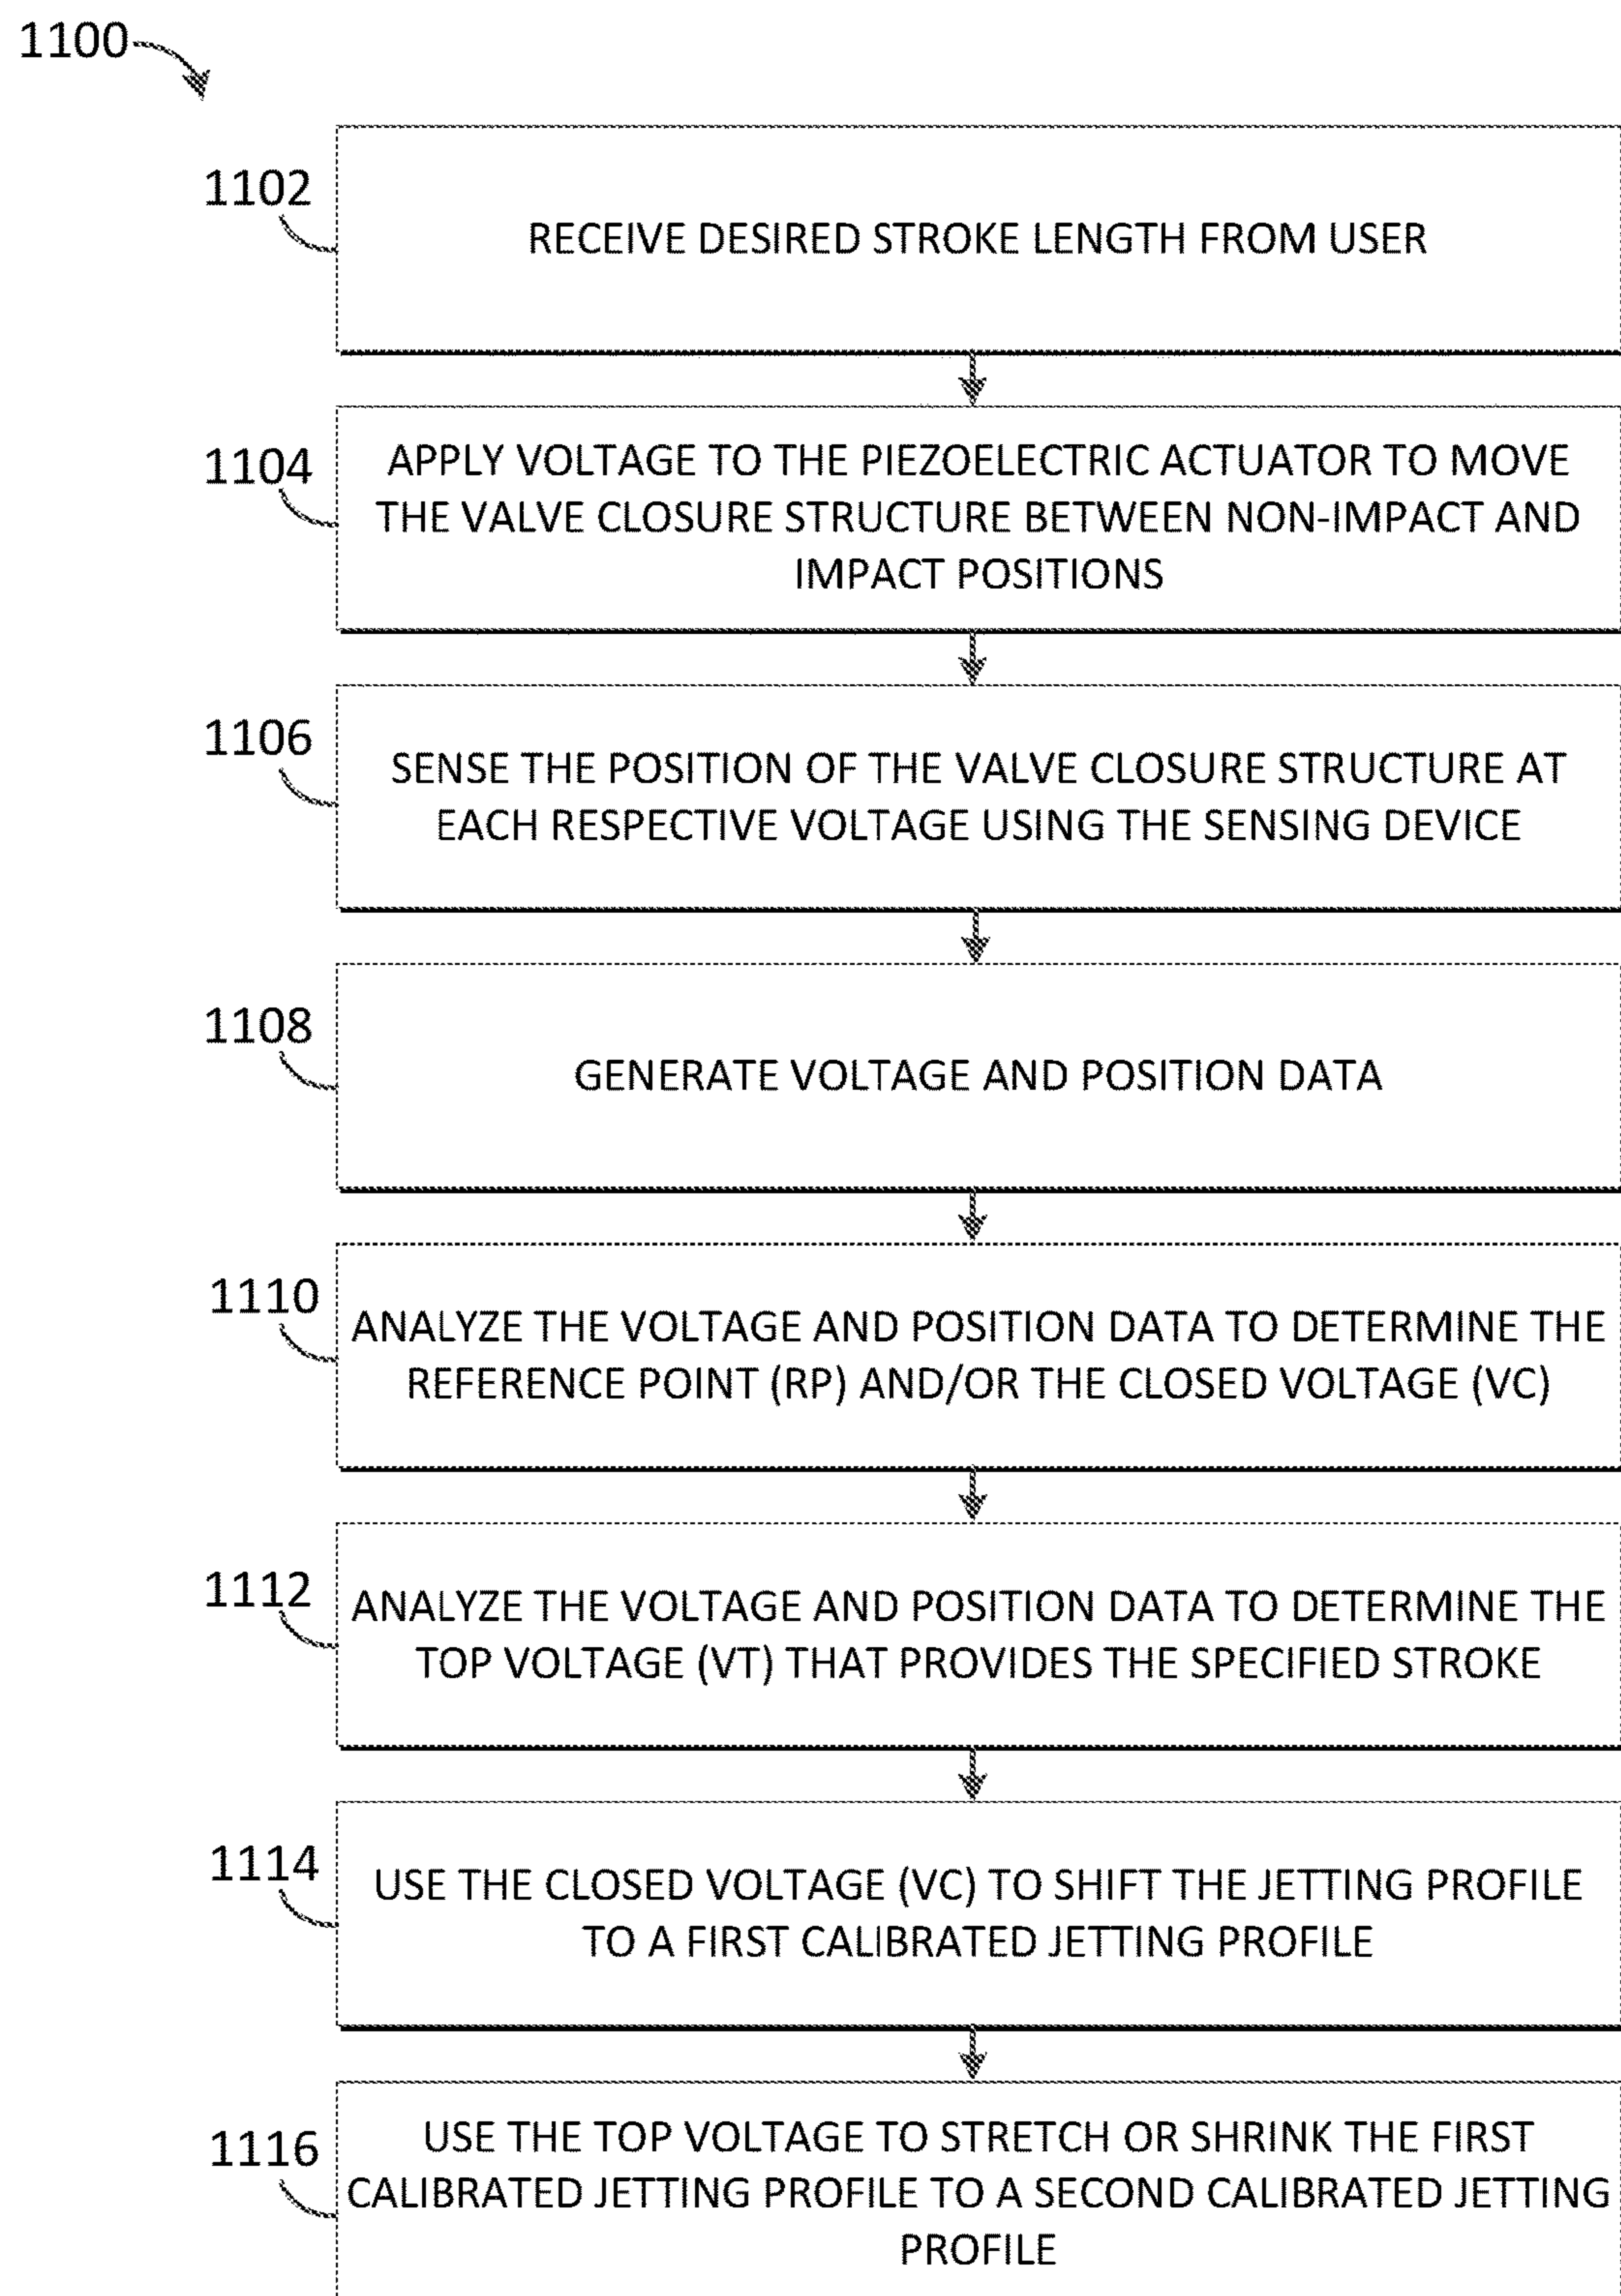 1100
1102
RECEIVE DESIRED STROKE LENGTH FROM USER
1104
APPLY VOLTAGE TO THE PIEZOELECTRIC ACTUATOR TO MOVE
THE VALVE CLOSURE STRUCTURE BETWEEN NON-IMPACT AND
IMPACT POSITIONS
1106
SENSE THE POSITION OF THE VALVE CLOSURE STRUCTURE AT
EACH RESPECTIVE VOLTAGE USING THE SENSING DEVICE
1108
GENERATE VOLTAGE AND POSITION DATA
1110
ANALYZE THE VOLTAGE AND POSITION DATA TO DETERMINE THE
REFERENCE POINT (RP) AND/OR THE CLOSED VOLTAGE (VC)
1112
ANALYZE THE VOLTAGE AND POSITION DATA TO DETERMINE THE
TOP VOLTAGE (VT) THAT PROVIDES THE SPECIFIED STROKE
1114
USE THE CLOSED VOLTAGE (VC) TO SHIFT THE JETTING PROFILE
TO A FIRST CALIBRATED JETTING PROFILE
1116
USE THE TOP VOLTAGE TO STRETCH OR SHRINK THE FIRST
CALIBRATED JETTING PROFILE TO A SECOND CALIBRATED JETTING
PROFILE